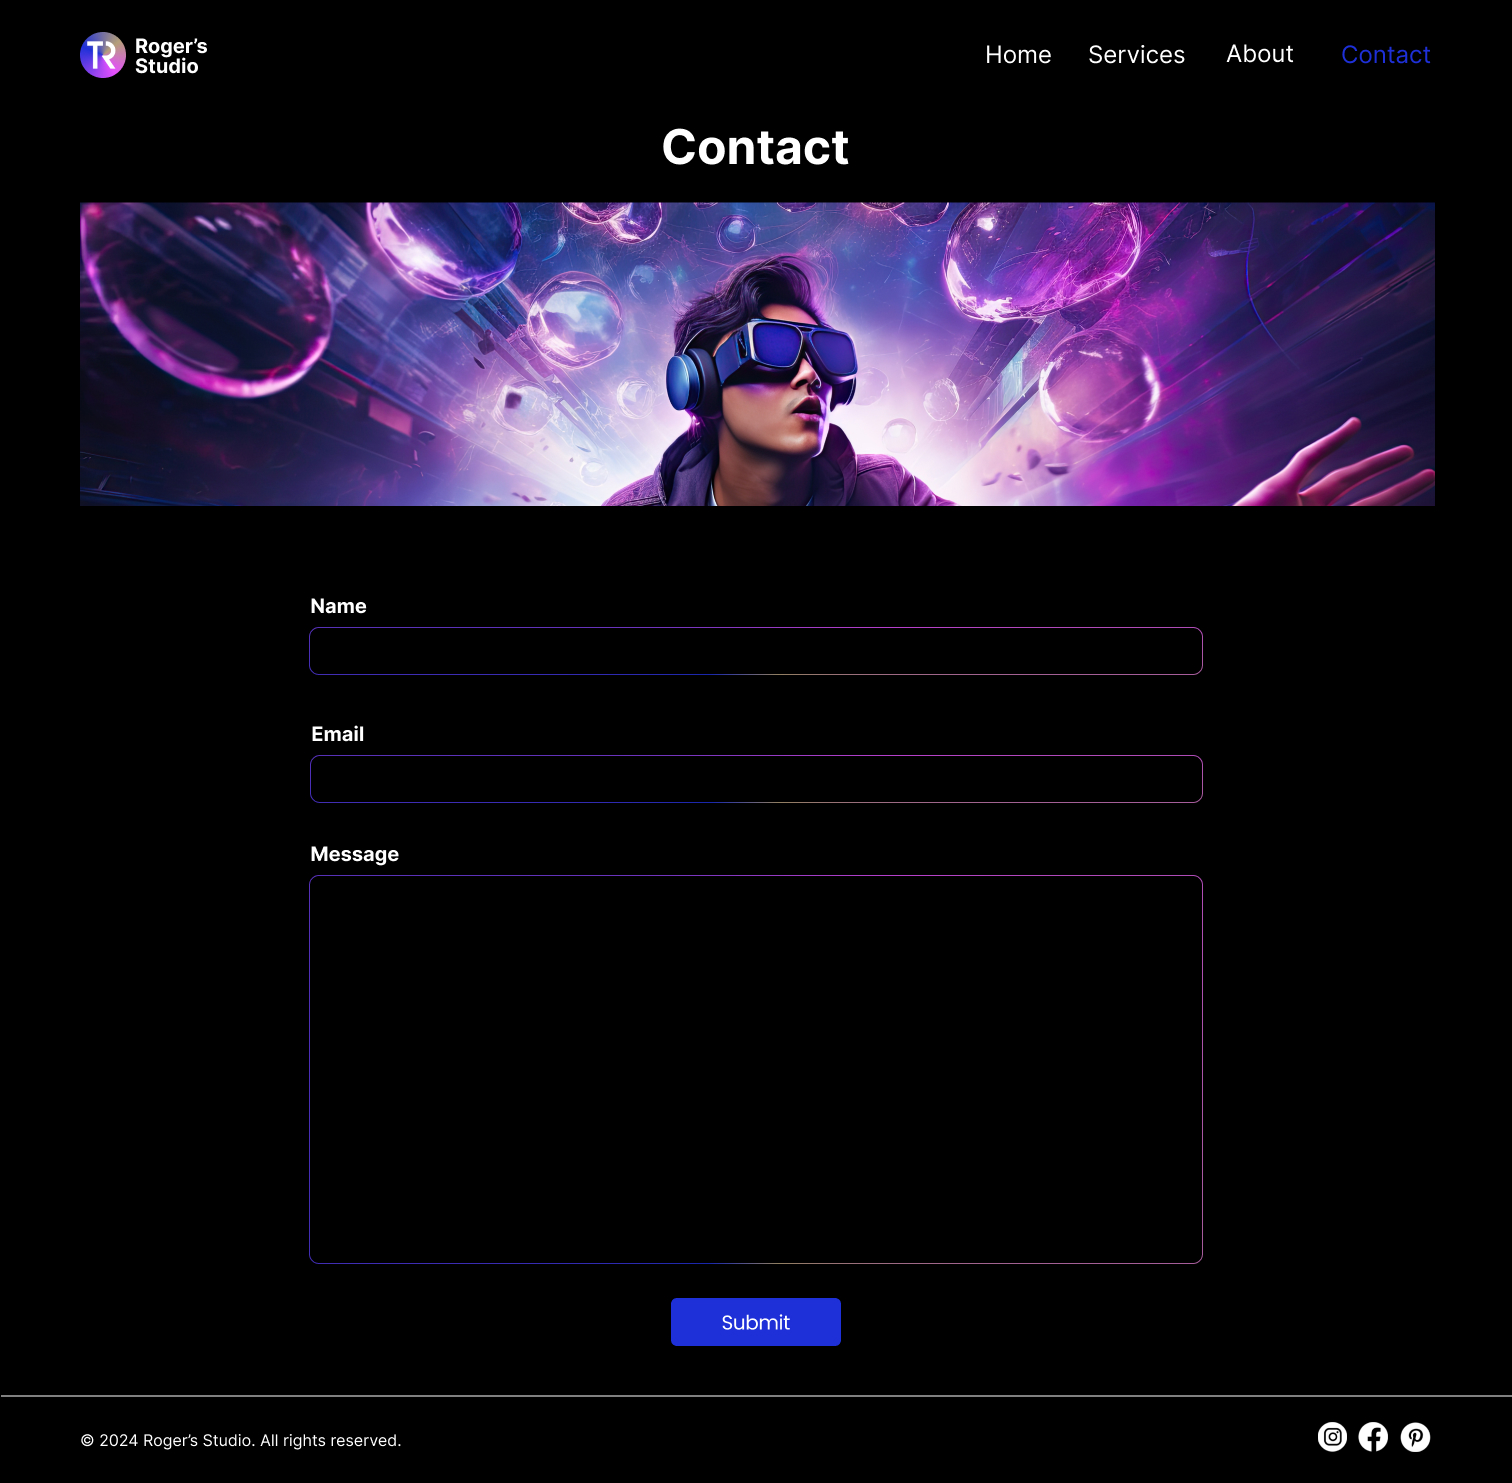 TR
Roger’s
Studio
Home Services About Contact
Contact
Name
Email
Message
Submit
© 2024 Roger’s Studio. All rights reserved.